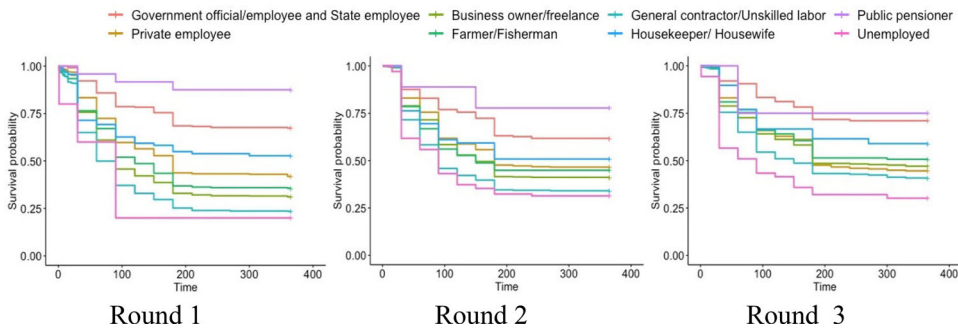 Government official/employee and State employee Business owner/freelance General contractor/Unskilled labor Public pensioner
Private employee Farmer/Fisherman Housekeeper/ Housewife Unemployed
Survival probability
1.00
0.75
0.50
0.25
0.00
0 100 200 300 400
Time
Round 1
Survival probability
1.00
0.75
0.50
0.25
0.00
0 100 200 300 400
Time
Round 2
Survival probability
1.00
0.75
0.50
0.25
0.00
0 100 200 300 400
Time
Round 3